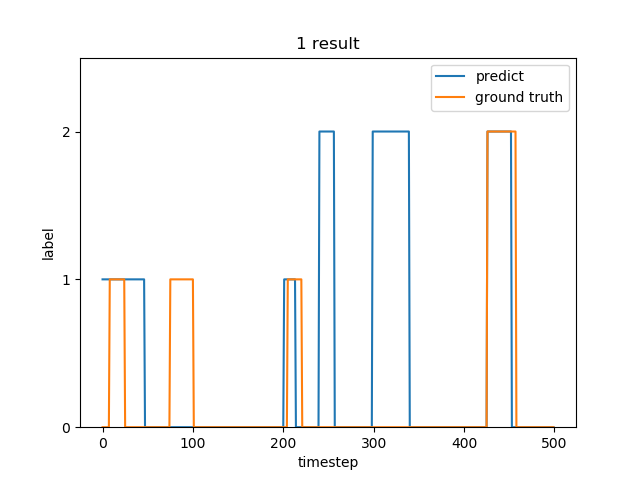 1 result
predict
ground truth
2
1
0
label
0 100 200 300 400 500
timestep